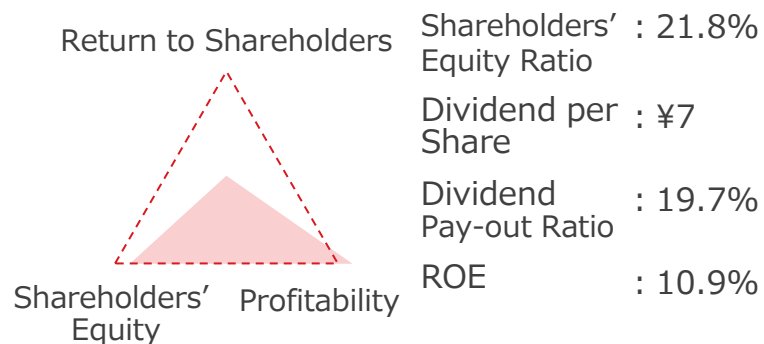 Return to Shareholders
Shareholders’
Equity
Profitability
Shareholders’ : 21.8%
Equity Ratio
Dividend per : ¥7
Share
Dividend : 19.7%
Pay-out Ratio
ROE : 10.9%